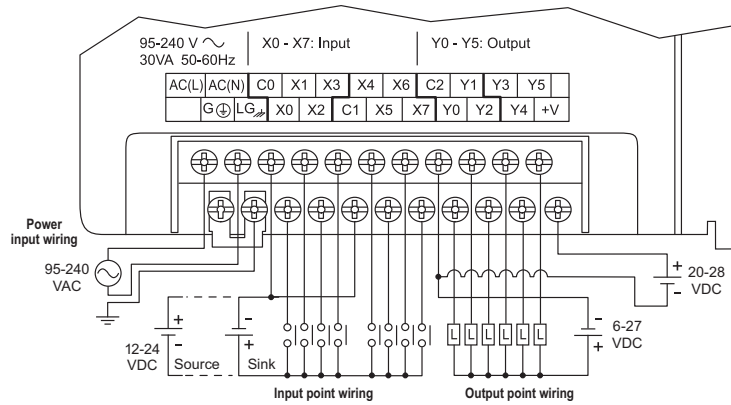 95-240 V ∿ X0 - X7: Input Y0 - Y5: Output
30VA 50-60Hz
AC(L) AC(N) C0 X1 X3 X4 X6 C2 Y1 Y3 Y5
G LG X0 X2 C1 X5 X7 Y0 Y2 Y4 +V
Power
input wiring
95-240
VAC
+
-
12-24
VDC
Source
-
+
Sink
Input point wiring
L L L L L L
Output point wiring
-
+
6-27
VDC
+
-
20-28
VDC